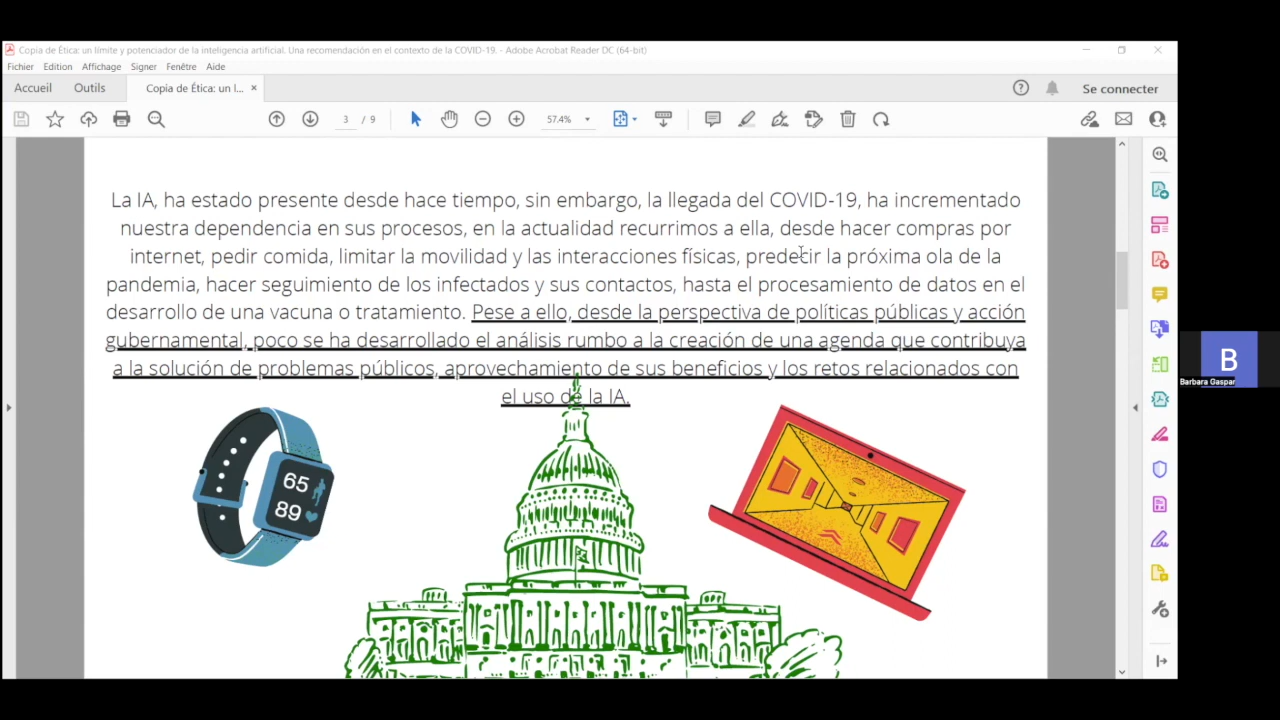 Copia de Ética: un límite y potenciador de la inteligencia artificial. Una recomendación en el contexto de la COVID-19. - Adobe Acrobat Reader DC (64-bit)
Fichier Edition Affichage Signer Fenêtre Aide
Accueil Outils Copia de Ética: un l... × Se connecter
3 / 9 57.4%
La IA, ha estado presente desde hace tiempo, sin embargo, la llegada del COVID-19, ha incrementado
nuestra dependencia en sus procesos, en la actualidad recurrimos a ella, desde hacer compras por
internet, pedir comida, limitar la movilidad y las interacciones físicas, predecir la próxima ola de la
pandemia, hacer seguimiento de los infectados y sus contactos, hasta el procesamiento de datos en el
desarrollo de una vacuna o tratamiento. Pese a ello, desde la perspectiva de políticas públicas y acción
gubernamental, poco se ha desarrollado el análisis rumbo a la creación de una agenda que contribuya
a la solución de problemas públicos, aprovechamiento de sus beneficios y los retos relacionados con
el uso de la IA.
65
89
B
Barbara Gaspar